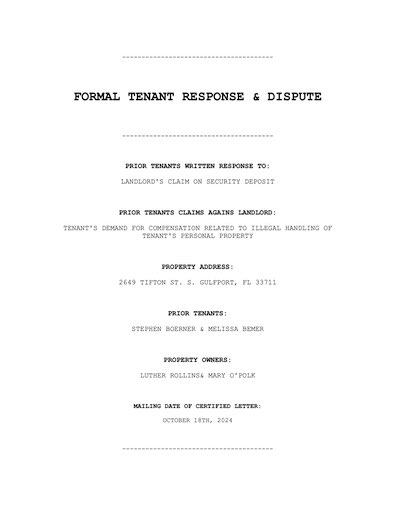 ---------------------------------------
FORMAL TENANT RESPONSE & DISPUTE
---------------------------------------
PRIOR TENANTS WRITTEN RESPONSE TO:
LANDLORD'S CLAIM ON SECURITY DEPOSIT
PRIOR TENANTS CLAIMS AGAINS LANDLORD:
TENANT'S DEMAND FOR COMPENSATION RELATED TO ILLEGAL HANDLING OF
TENANT'S PERSONAL PROPERTY
PROPERTY ADDRESS:
2649 TIFTON ST. S. GULFPORT, FL 33711
PRIOR TENANTS:
STEPHEN BOERNER & MELISSA BEMER
PROPERTY OWNERS:
LUTHER ROLLINS& MARY O'POLK
MAILING DATE OF CERTIFIED LETTER:
OCTOBER 18TH, 2024
---------------------------------------